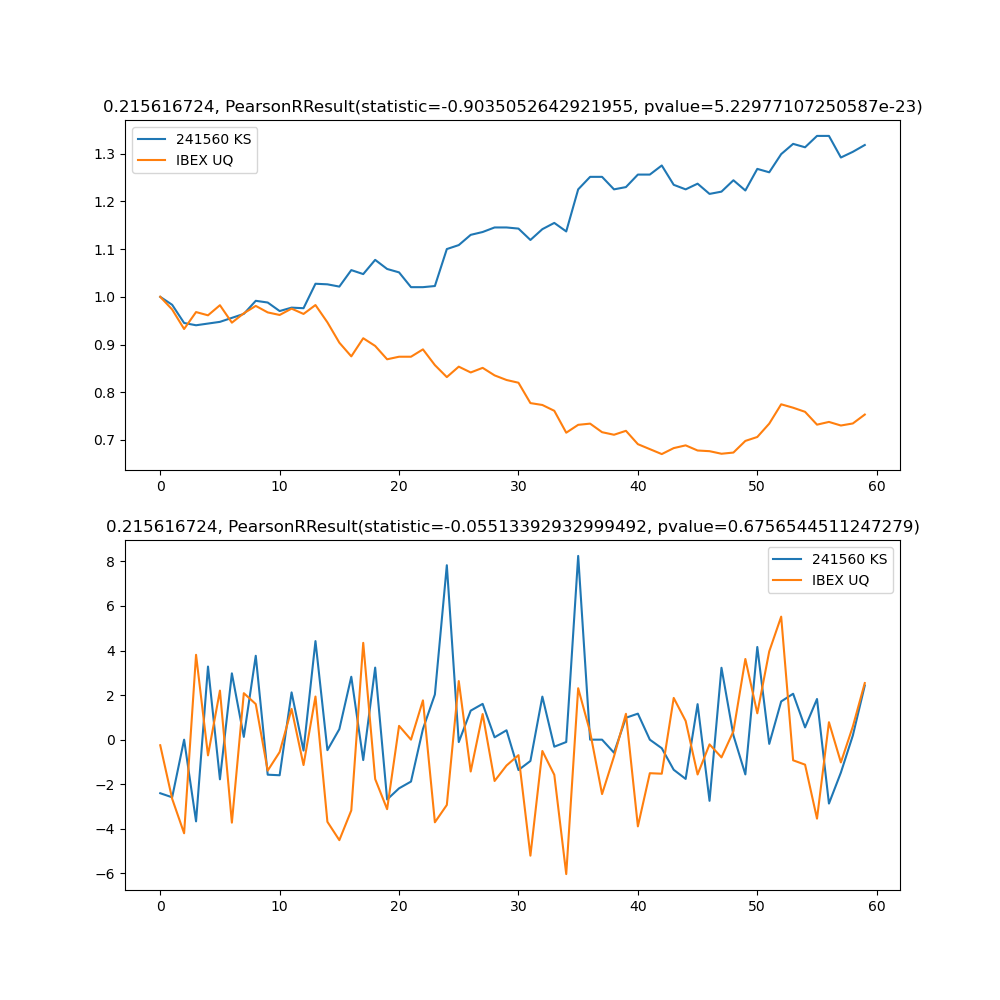 0.215616724, PearsonRResult(statistic=-0.9035052642921955, pvalue=5.22977107250587e-23)
241560 KS
IBEX UQ
1.3
1.2
1.1
1.0
0.9
0.8
0.7
0 10 20 30 40 50 60
0.215616724, PearsonRResult(statistic=-0.05513392932999492, pvalue=0.6756544511247279)
241560 KS
IBEX UQ
8
6
4
2
0
−2
−4
−6
0 10 20 30 40 50 60